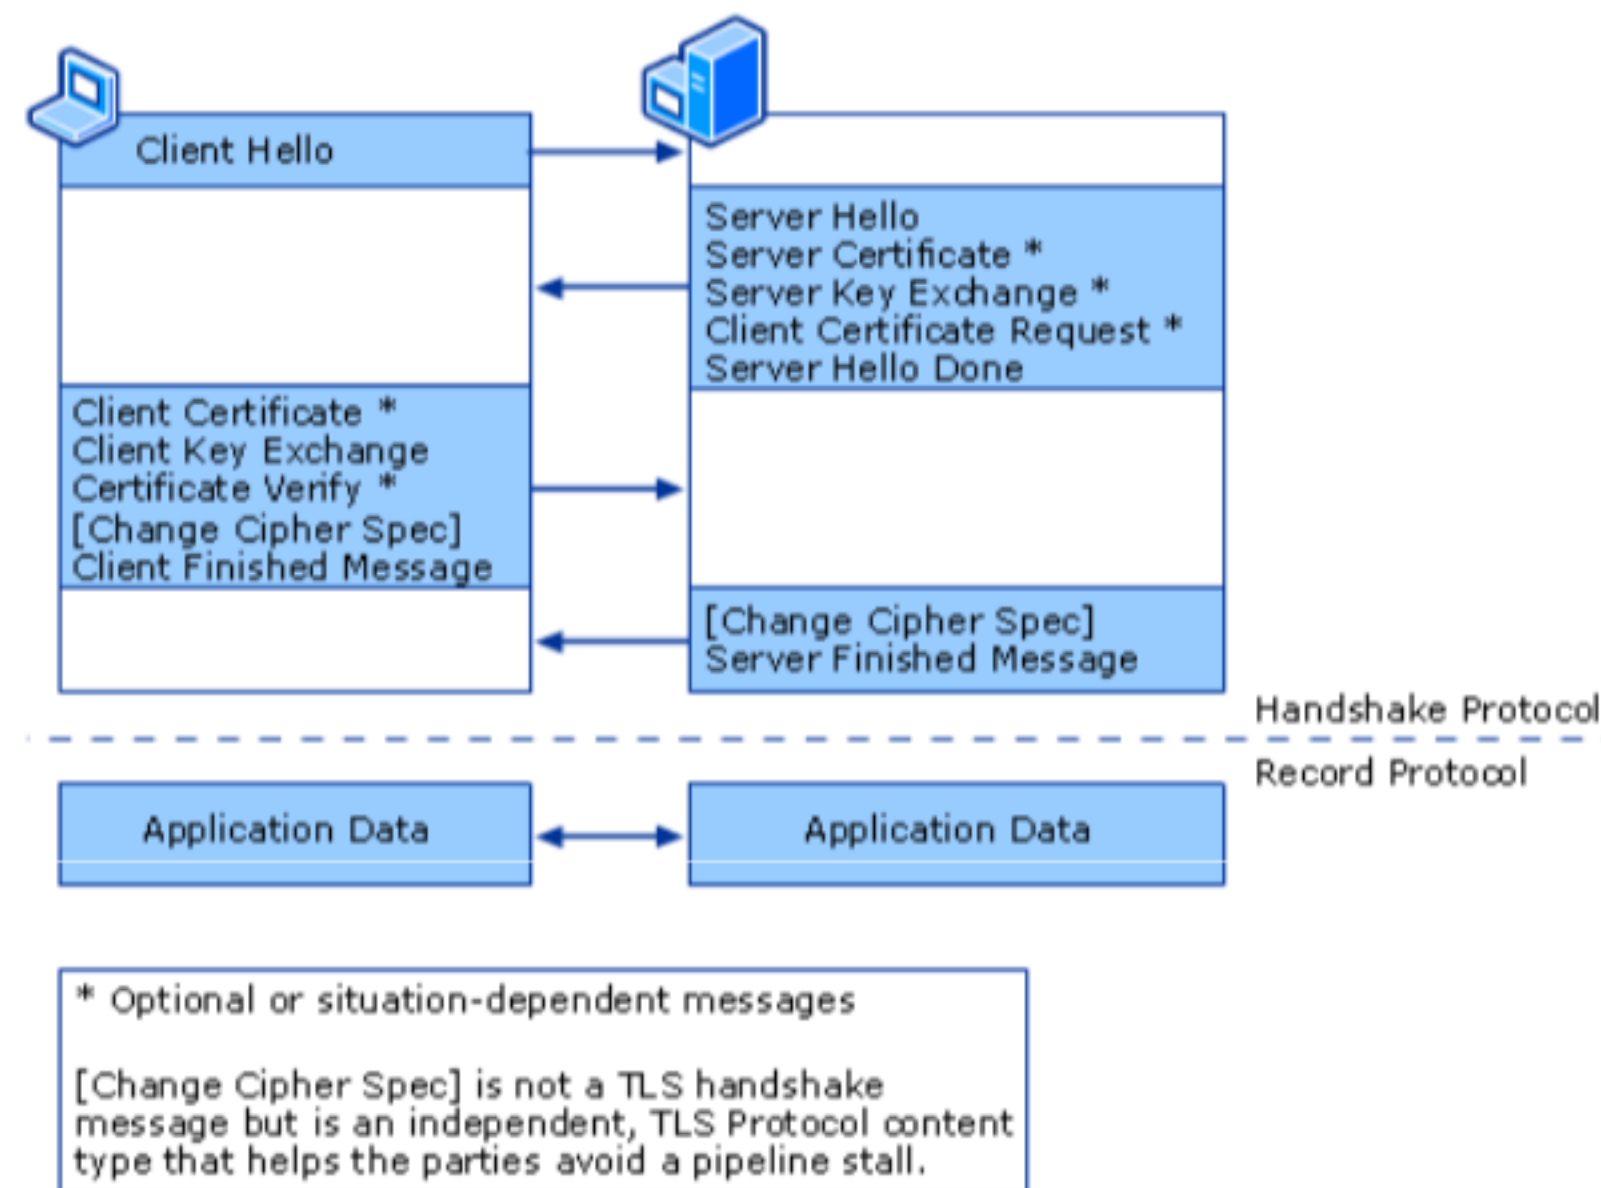 Client Hello
Server Hello
Server Certificate *
Server Key Exchange *
Client Certificate Request *
Server Hello Done
Client Certificate *
Client Key Exchange
Certificate Verify *
[Change Cipher Spec]
Client Finished Message
[Change Cipher Spec]
Server Finished Message
Handshake Protocol
Record Protocol
Application Data
Application Data
* Optional or situation-dependent messages
[Change Cipher Spec] is not a TLS handshake
message but is an independent, TLS Protocol content
type that helps the parties avoid a pipeline stall.